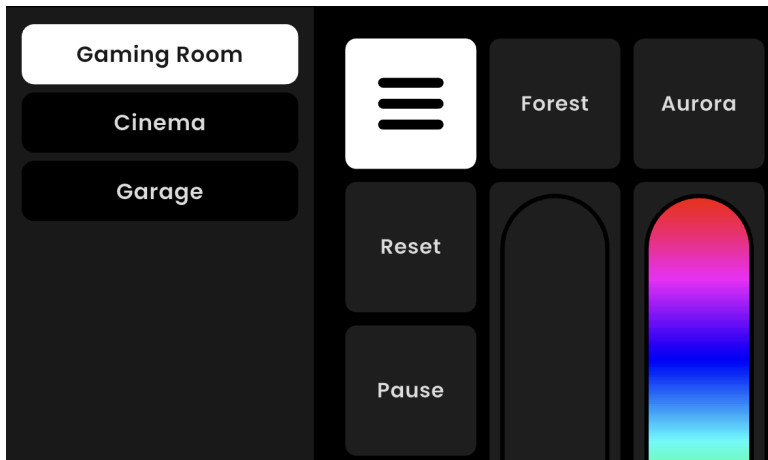 Gaming Room
Cinema
Garage
Forest
Aurora
Reset
Pause